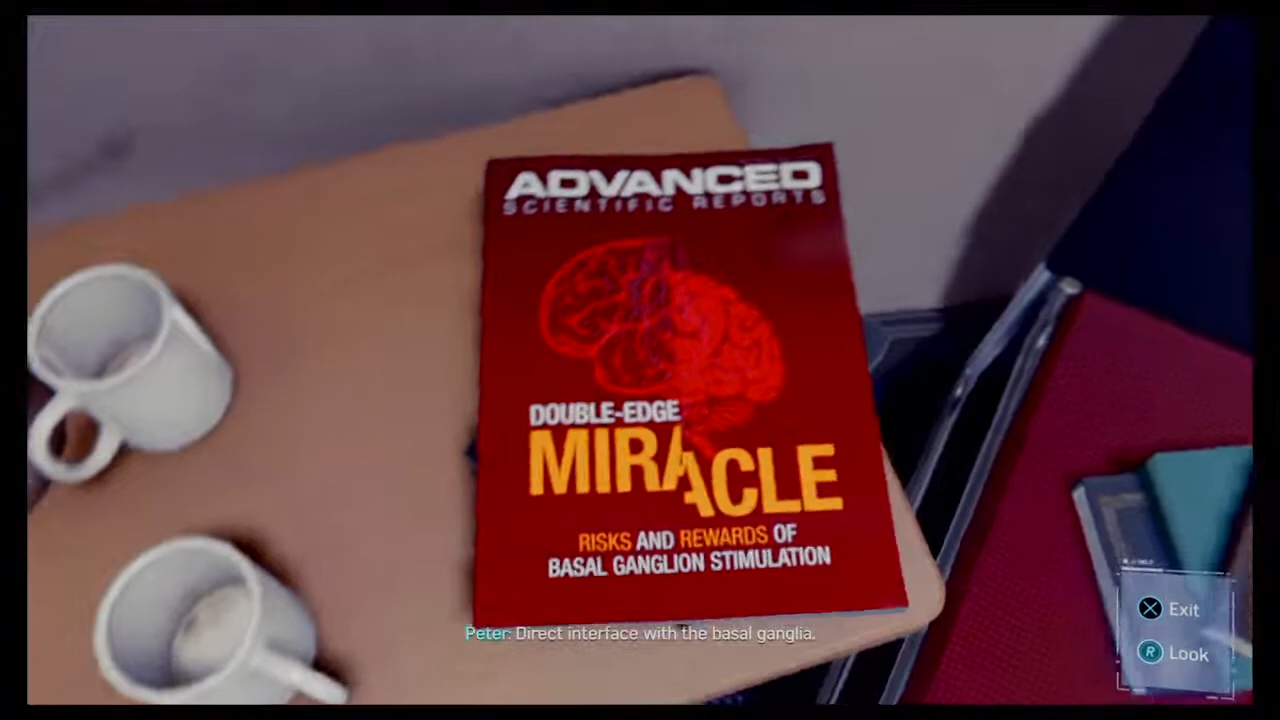 ADVANCED
SCIENTIFIC REPORTS
DOUBLE-EDGE
MIRACLE
RISKS AND REWARDS OF
BASAL GANGLION STIMULATION
Peter: Direct interface with the basal ganglia.
Exit
R Look